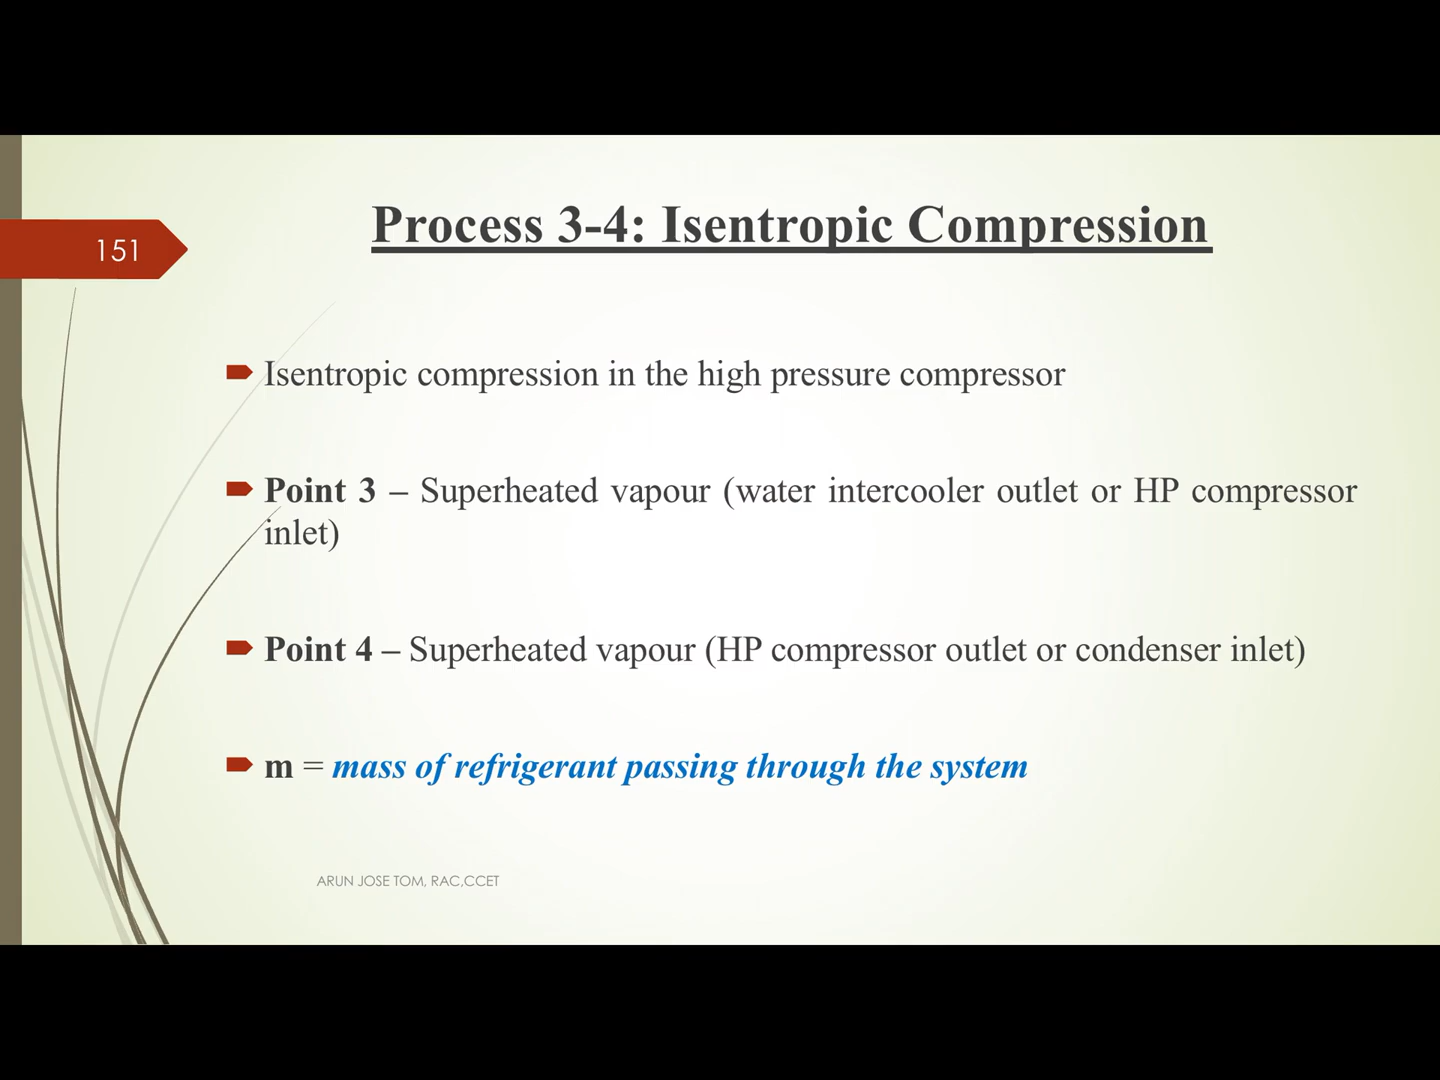 Process 3-4: Isentropic Compression
151
Isentropic compression in the high pressure compressor
Point 3 – Superheated vapour (water intercooler outlet or HP compressor
inlet)
Point 4 – Superheated vapour (HP compressor outlet or condenser inlet)
m = mass of refrigerant passing through the system
ARUN JOSE TOM, RAC,CCET